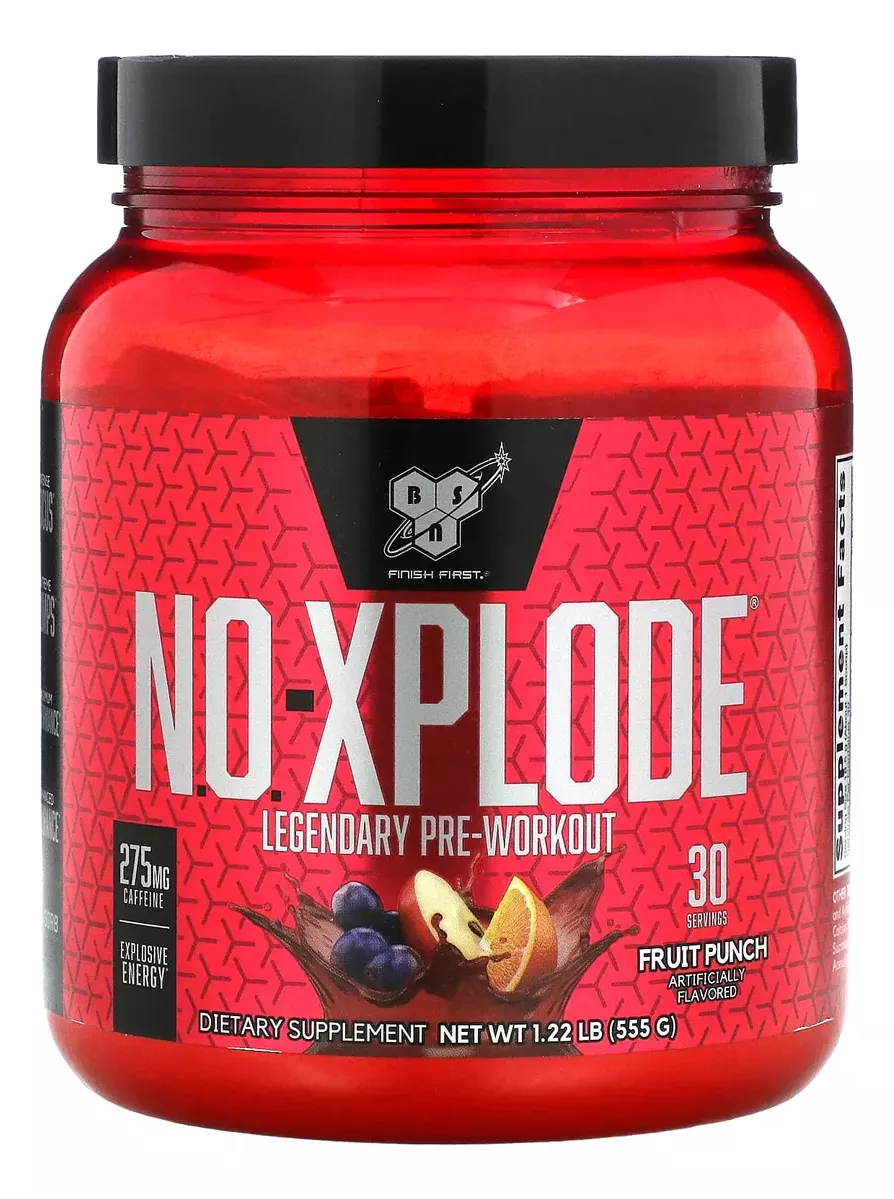 B S
n
FINISH FIRST.®
N.O.-XPLODE®
LEGENDARY PRE-WORKOUT
275MG
CAFFEINE
EXPLOSIVE
ENERGY
30
SERVINGS
FRUIT PUNCH
ARTIFICIALLY
FLAVORED
DIETARY SUPPLEMENT NET WT 1.22 LB (555 G)
Supplement Facts